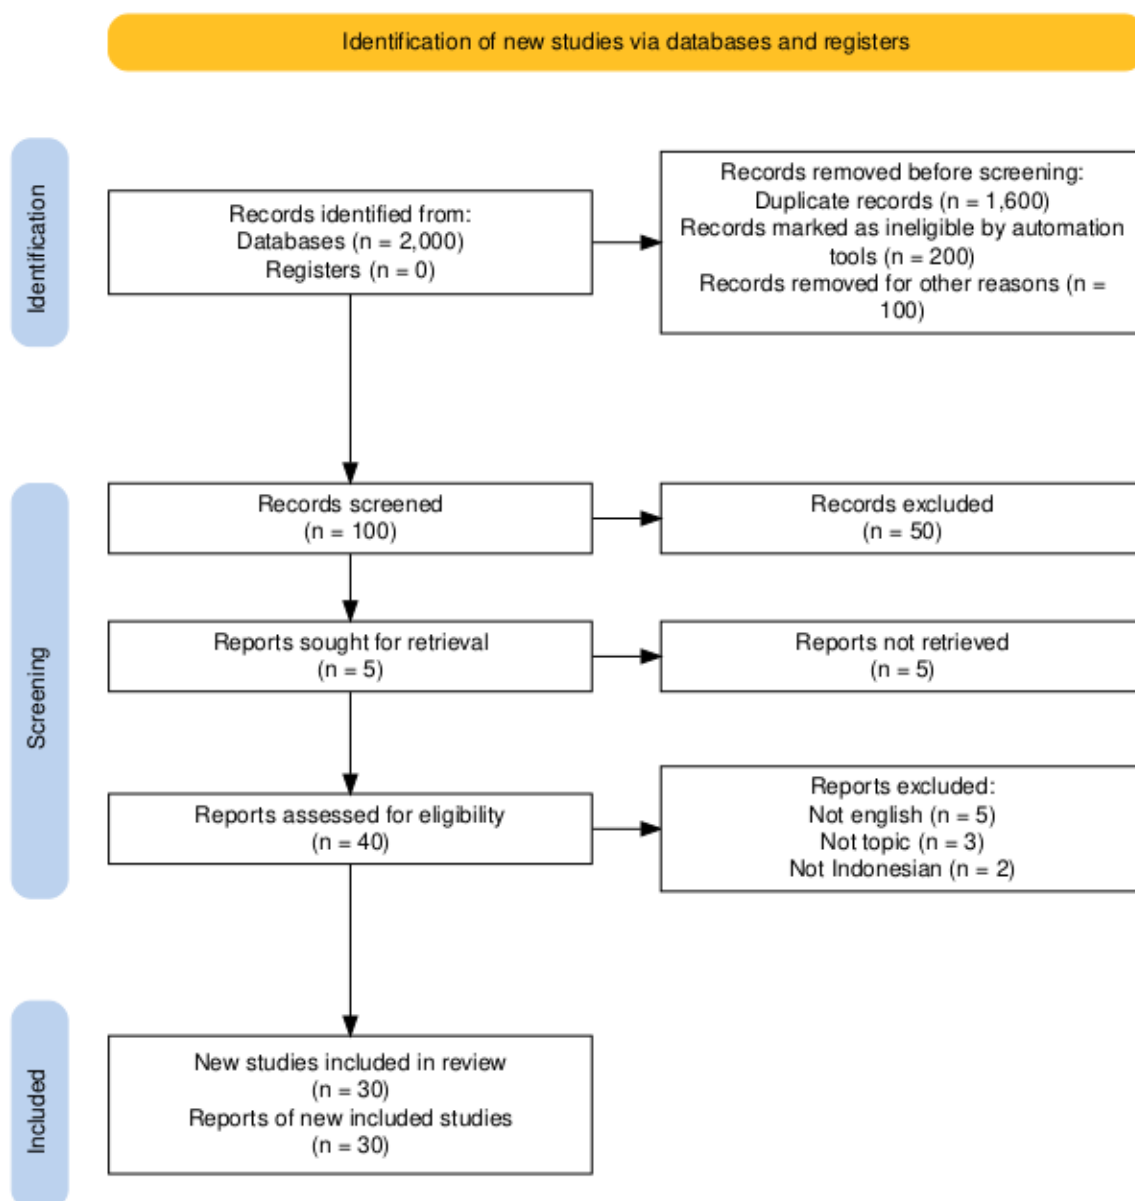 Identification of new studies via databases and registers
Identification
Records identified from:
Databases (n = 2,000)
Registers (n = 0)
Records removed before screening:
Duplicate records (n = 1,600)
Records marked as ineligible by automation
tools (n = 200)
Records removed for other reasons (n =
100)
Screening
Records screened
(n = 100)
Records excluded
(n = 50)
Reports sought for retrieval
(n = 5)
Reports not retrieved
(n = 5)
Reports assessed for eligibility
(n = 40)
Reports excluded:
Not english (n = 5)
Not topic (n = 3)
Not Indonesian (n = 2)
Included
New studies included in review
(n = 30)
Reports of new included studies
(n = 30)